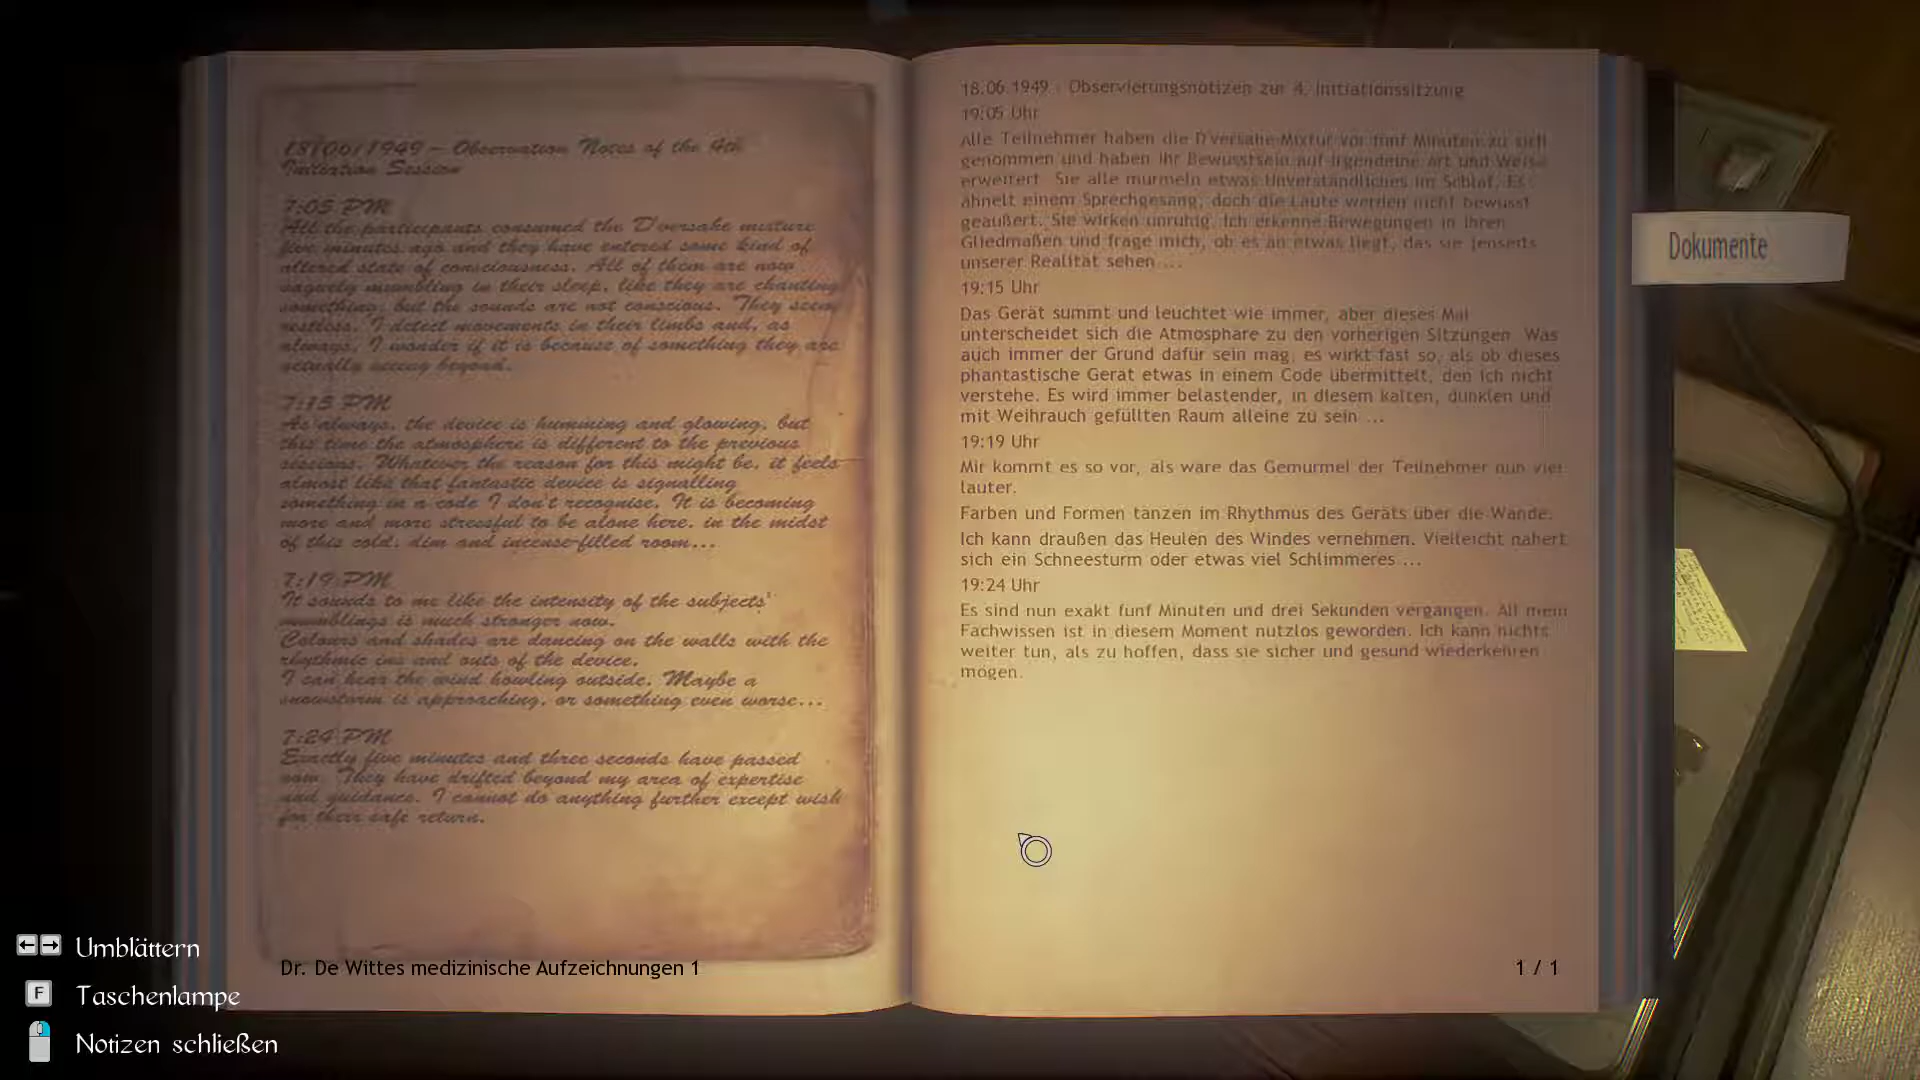 18/06/1949 – Observation Notes of the 4th
Initiation Session
7:05 PM
All the participants consumed the D'versahe mixture
five minutes ago and they have entered some kind of
altered state of consciousness. All of them are now
vaguely mumbling in their sleep, like they are chanting
something, but the sounds are not conscious. They seem
restless. I detect movements in their limbs and, as
always, I wonder if it is because of something they are
actually seeing beyond.
7:15 PM
As always, the device is humming and glowing, but
this time the atmosphere is different to the previous
sessions. Whatever the reason for this might be, it feels
almost like that fantastic device is signalling
something in a code I don't recognise. It is becoming
more and more stressful to be alone here, in the midst
of this cold, dim and incense-filled room...
7:19 PM
It sounds to me like the intensity of the subjects'
mumblings is much stronger now.
Colours and shades are dancing on the walls with the
rhythmic ins and outs of the device.
I can hear the wind howling outside. Maybe a
snowstorm is approaching, or something even worse...
7:24 PM
Exactly five minutes and three seconds have passed
now. They have drifted beyond my area of expertise
and guidance. I cannot do anything further except wish
for their safe return.
18.06.1949 - Observierungsnotizen zur 4. Initiationssitzung
19:05 Uhr
Alle Teilnehmer haben die D'versahe-Mixtur vor fünf Minuten zu sich
genommen und haben ihr Bewusstsein auf irgendeine Art und Weise
erweitert. Sie alle murmeln etwas Unverständliches im Schlaf. Es
ähnelt einem Sprechgesang, doch die Laute werden nicht bewusst
geäußert. Sie wirken unruhig. Ich erkenne Bewegungen in ihren
Gliedmaßen und frage mich, ob es an etwas liegt, das sie jenseits
unserer Realität sehen ...
19:15 Uhr
Das Gerät summt und leuchtet wie immer, aber dieses Mal
unterscheidet sich die Atmosphäre zu den vorherigen Sitzungen. Was
auch immer der Grund dafür sein mag, es wirkt fast so, als ob dieses
phantastische Gerät etwas in einem Code übermittelt, den ich nicht
verstehe. Es wird immer belastender, in diesem kalten, dunklen und
mit Weihrauch gefüllten Raum alleine zu sein ...
19:19 Uhr
Mir kommt es so vor, als wäre das Gemurmel der Teilnehmer nun viel
lauter.
Farben und Formen tanzen im Rhythmus des Geräts über die Wände.
Ich kann draußen das Heulen des Windes vernehmen. Vielleicht nähert
sich ein Schneesturm oder etwas viel Schlimmeres ...
19:24 Uhr
Es sind nun exakt fünf Minuten und drei Sekunden vergangen. All mein
Fachwissen ist in diesem Moment nutzlos geworden. Ich kann nichts
weiter tun, als zu hoffen, dass sie sicher und gesund wiederkehren
mögen.
Dokumente
Umblättern
F Taschenlampe
Notizen schließen
Dr. De Wittes medizinische Aufzeichnungen 1
1 / 1